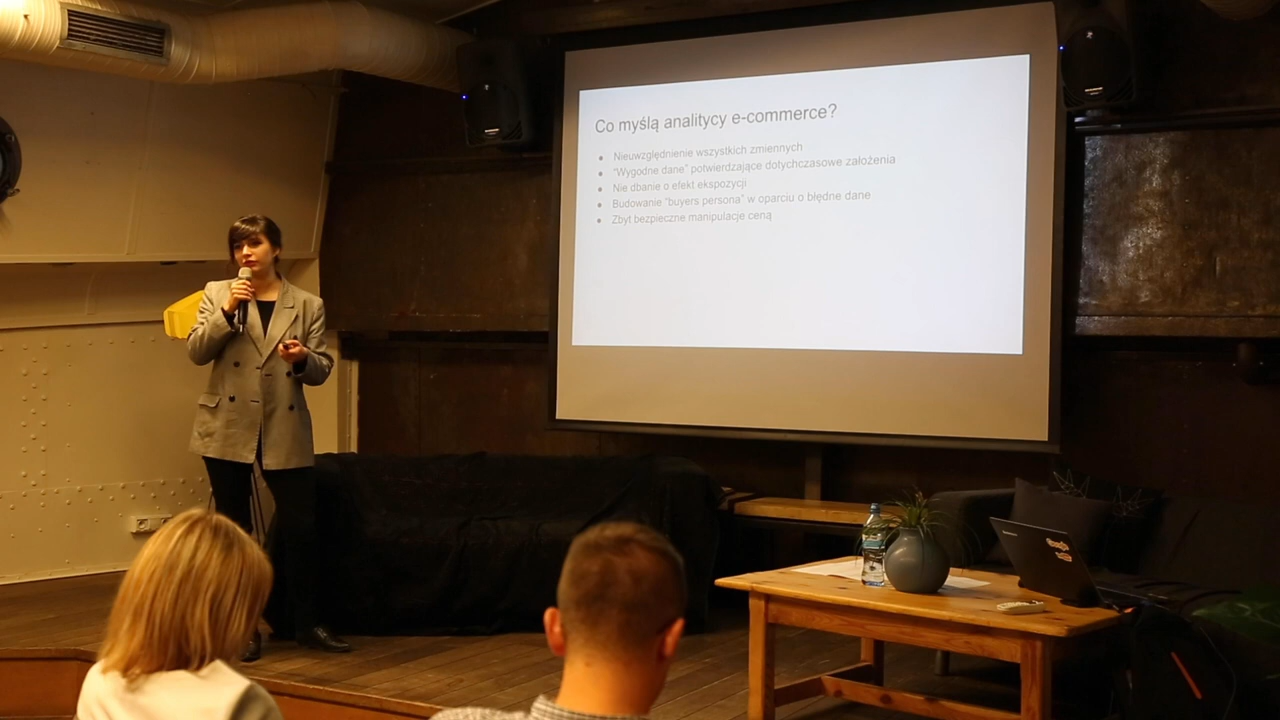 Co myślą analitycy e-commerce?
● Nieuwzględnienie wszystkich zmiennych
● "Wygodne dane" potwierdzające dotychczasowe założenia
● Nie dbanie o efekt ekspozycji
● Budowanie "buyers persona" w oparciu o błędne dane
● Zbyt bezpieczne manipulacje ceną